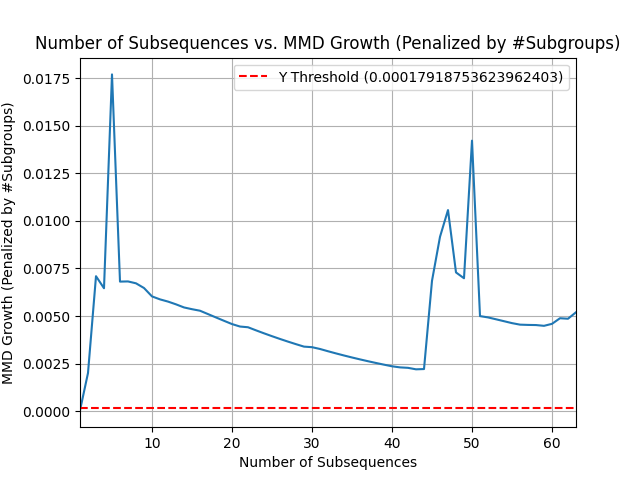 Number of Subsequences vs. MMD Growth (Penalized by #Subgroups)
Y Threshold (0.00017918753623962403)
MMD Growth (Penalized by #Subgroups)
0.0175
0.0150
0.0125
0.0100
0.0075
0.0050
0.0025
0.0000
10 20 30 40 50 60
Number of Subsequences